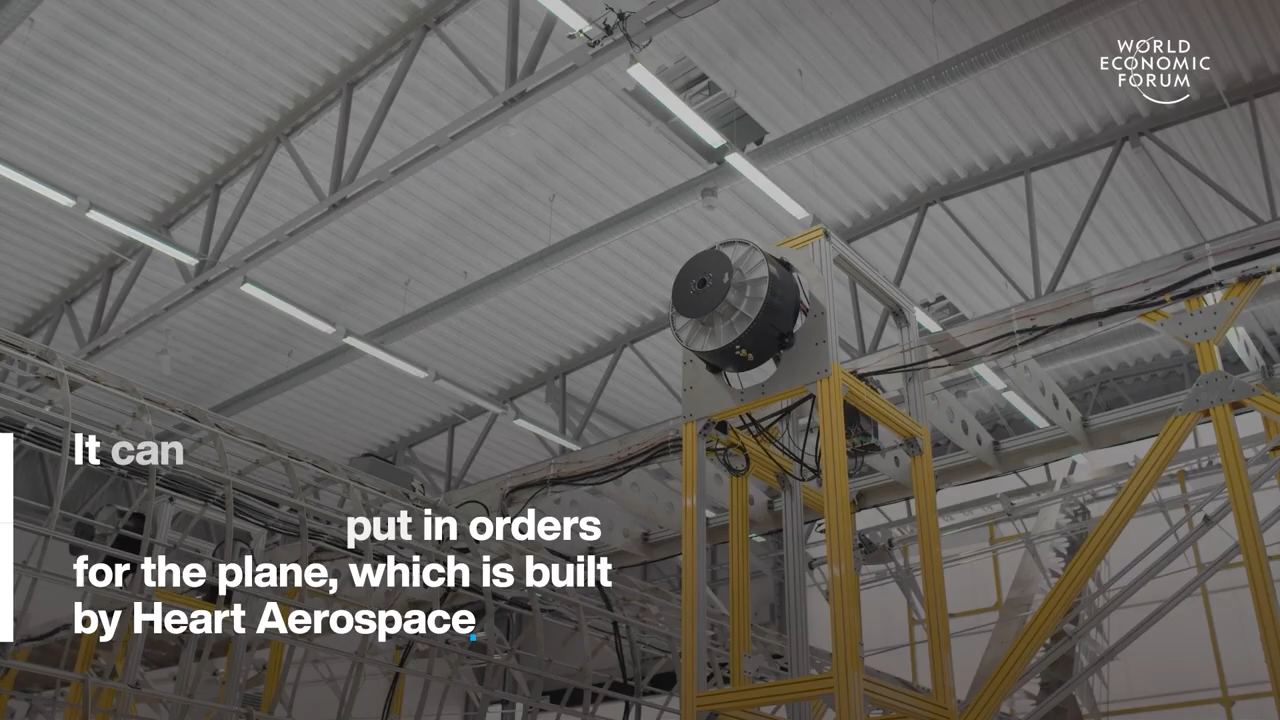 WORLD
ECONOMIC
FORUM
It can
put in orders
for the plane, which is built
by Heart Aerospace.